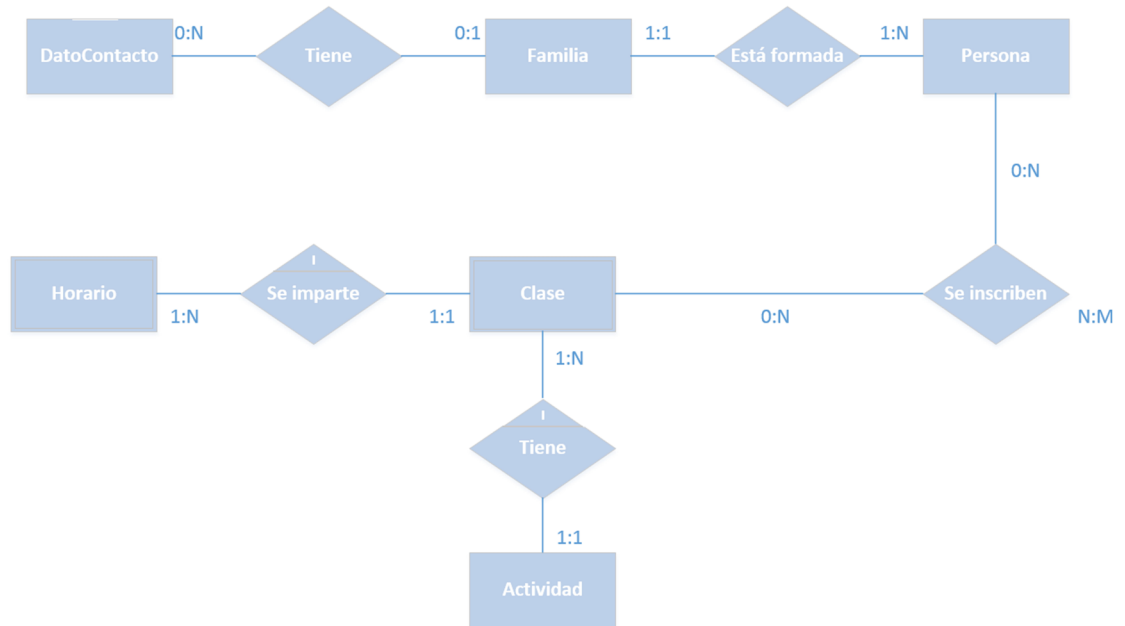 0:N
0:1
1:1
1:N
DatoContacto
Tiene
Familia
Está formada
Persona
0:N
I
Horario
Se imparte
Clase
Se inscriben
1:N
1:1
0:N
N:M
1:N
I
Tiene
1:1
Actividad